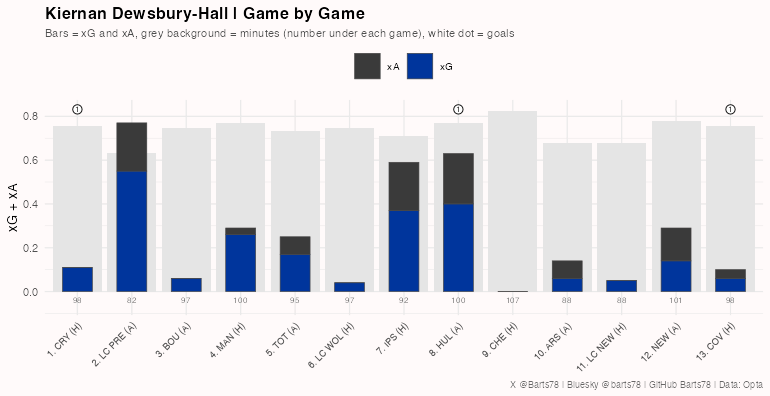 Kiernan Dewsbury-Hall | Game by Game
Bars = xG and xA, grey background = minutes (number under each game), white dot = goals
xA xG
1 1 1
xG + xA
0.8
0.6
0.4
0.2
0.0
98 82 97 100 95 97 92 100 107 88 88 101 98
1. CRY (H)
2. LC PRE (A)
3. BOU (A)
4. MAN (H)
5. TOT (A)
6. LC WOL (H)
7. IPS (H)
8. HUL (A)
9. CHE (H)
10. ARS (A)
11. LC NEW (H)
12. NEW (A)
13. COV (H)
X @Barts78 | Bluesky @barts78 | GitHub Barts78 | Data: Opta